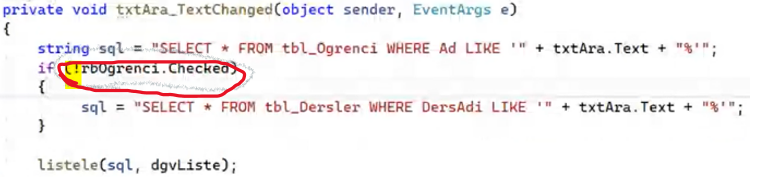 private void txtAra_TextChanged(object sender, EventArgs e)
{
string sql = "SELECT * FROM tbl_Ogrenci WHERE Ad LIKE '" + txtAra.Text + "%'";
if (!rbOgrenci.Checked)
{
sql = "SELECT * FROM tbl_Dersler WHERE DersAdi LIKE '" + txtAra.Text + "%'";
}
listele(sql, dgvListe);